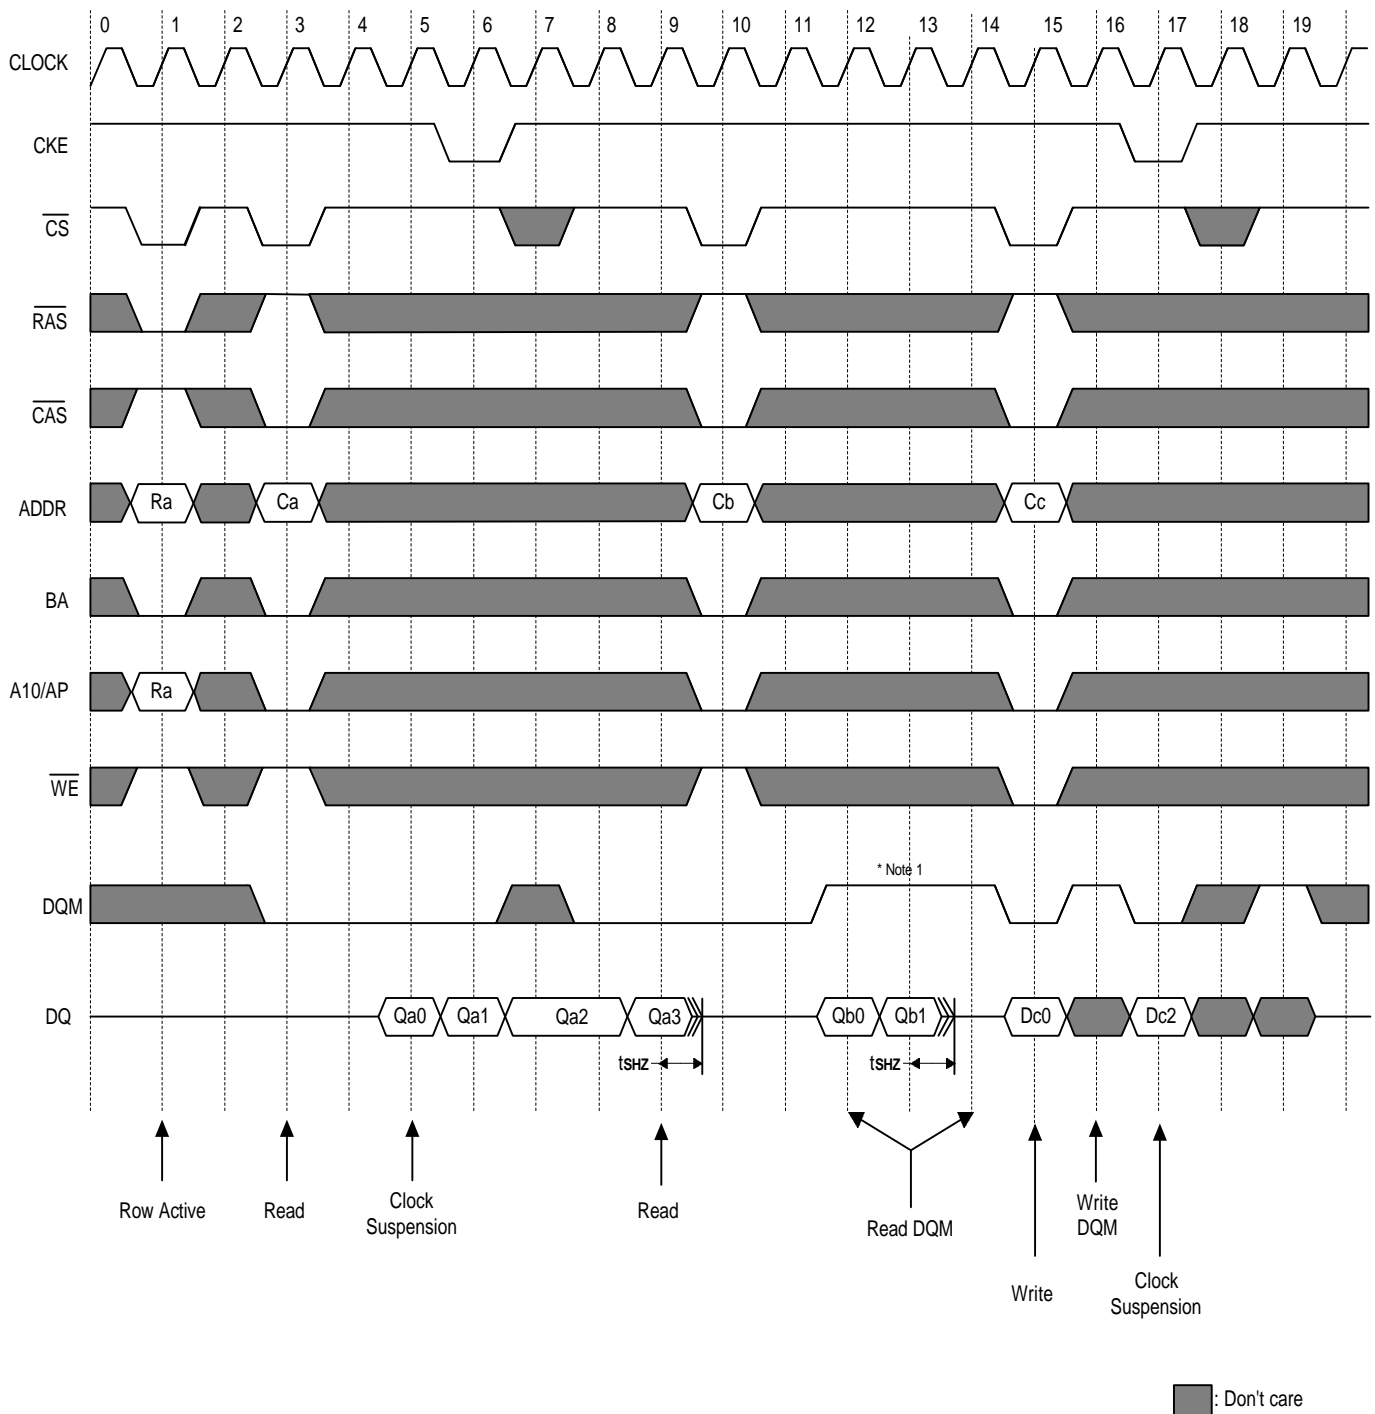 0 1 2 3 4 5 6 7 8 9 10 11 12 13 14 15 16 17 18 19
CLOCK
CKE
CS
RAS
CAS
ADDR Ra Ca Cb Cc
BA
A10/AP Ra
WE
* Note 1
DQM
DQ Qa0 Qa1 Qa2 Qa3 Qb0 Qb1 Dc0 Dc2
tSHZ tSHZ
Row Active
Read
Clock
Suspension
Read
Read DQM
Write
Write
DQM
Clock
Suspension
: Don't care